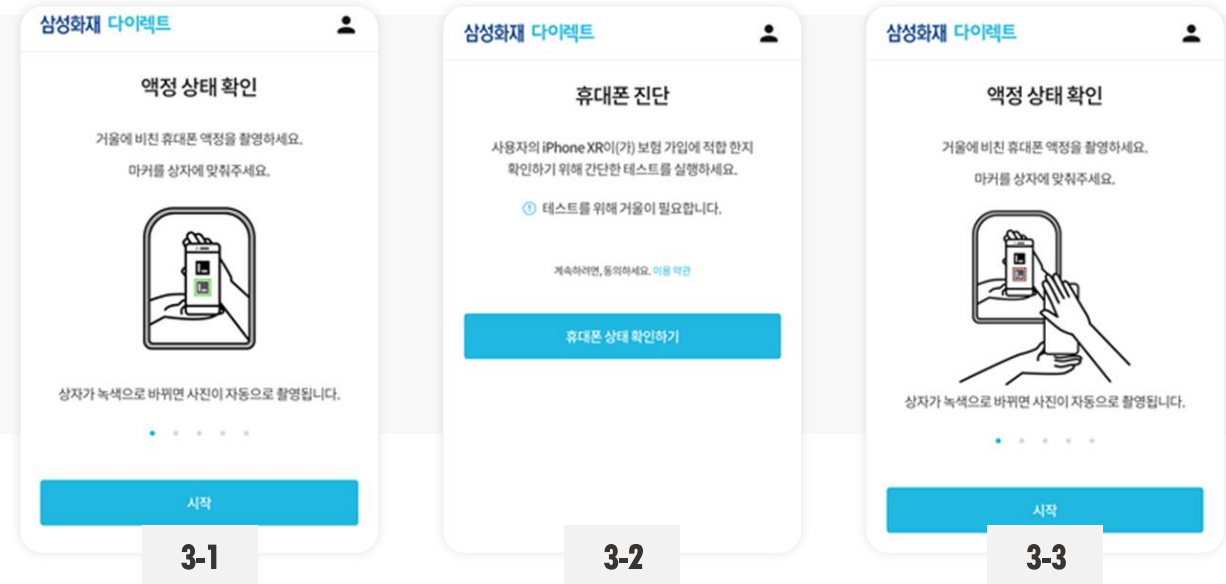 삼성화재 다이렉트
액정 상태 확인
거울에 비친 휴대폰 액정을 촬영하세요.
마커를 상자에 맞춰주세요.
상자가 녹색으로 바뀌면 사진이 자동으로 촬영됩니다.
시작
3-1
삼성화재 다이렉트
휴대폰 진단
사용자의 iPhone XR이(가) 보험 가입에 적합 한지
확인하기 위해 간단한 테스트를 실행하세요.
테스트를 위해 거울이 필요합니다.
계속하려면, 동의하세요. 이용 약관
휴대폰 상태 확인하기
3-2
삼성화재 다이렉트
액정 상태 확인
거울에 비친 휴대폰 액정을 촬영하세요.
마커를 상자에 맞춰주세요.
상자가 녹색으로 바뀌면 사진이 자동으로 촬영됩니다.
시작
3-3